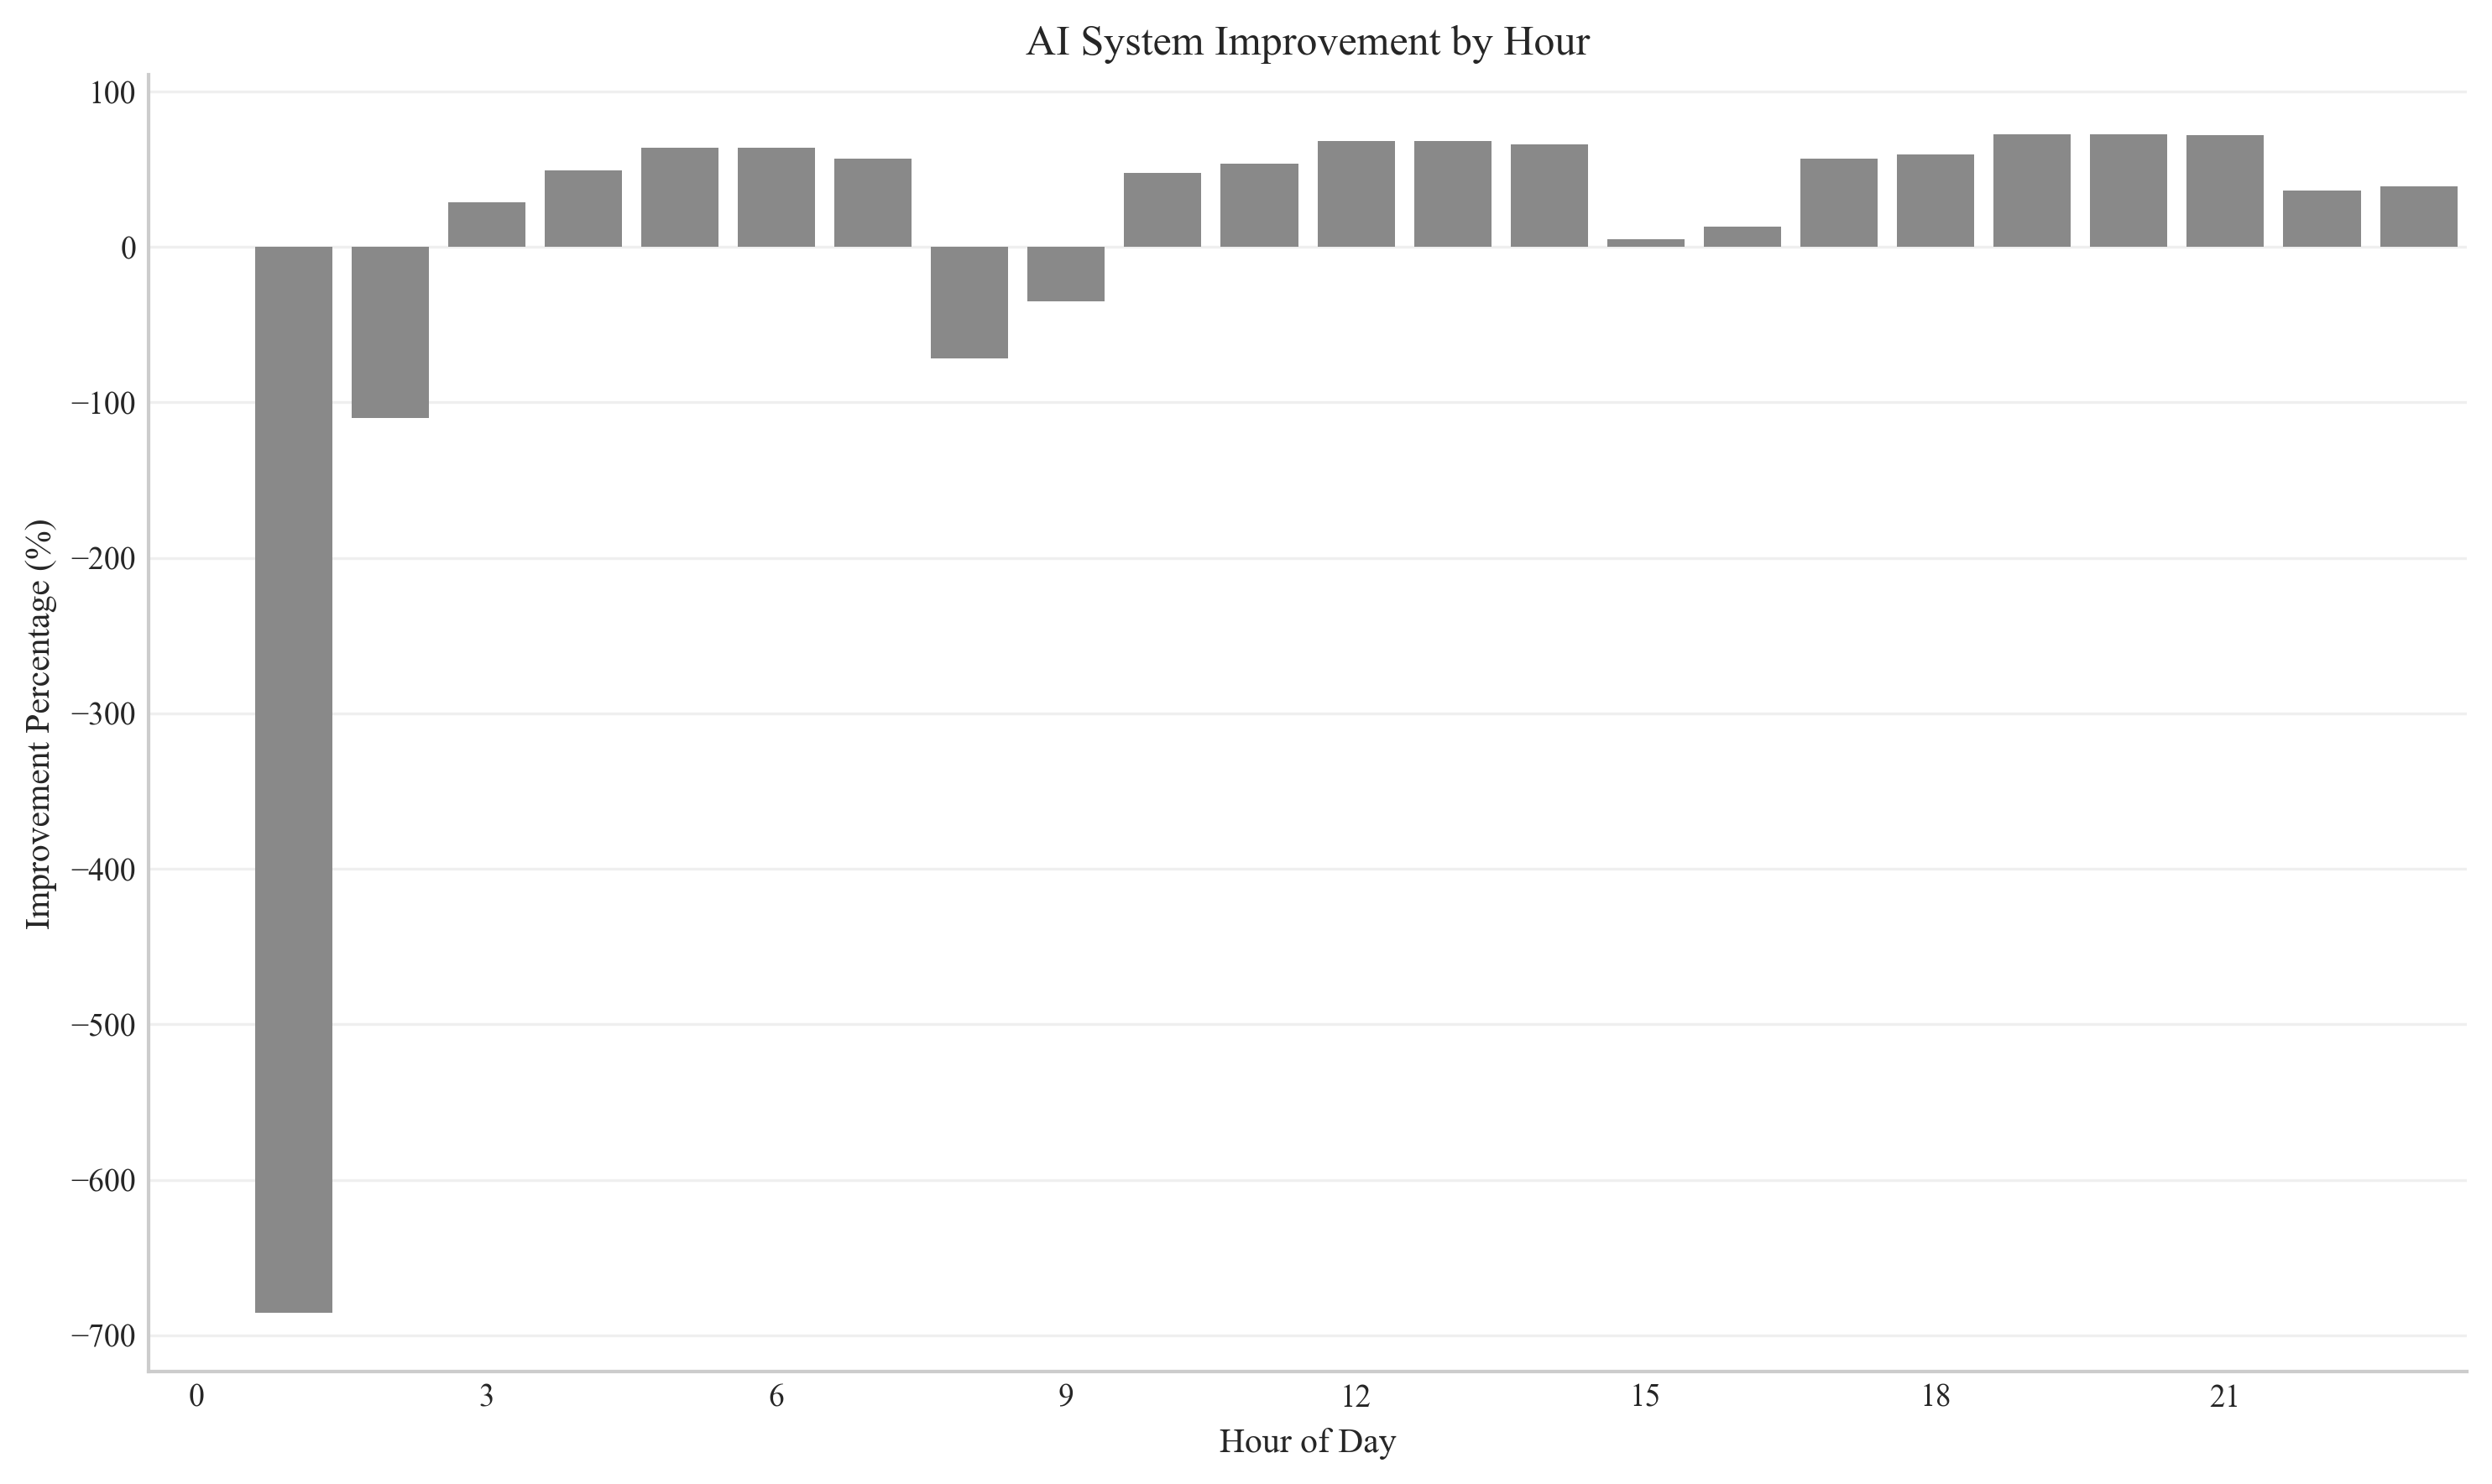 AI System Improvement by Hour
100
0
−100
−200
−300
−400
−500
−600
−700
Improvement Percentage (%)
0 3 6 9 12 15 18 21
Hour of Day